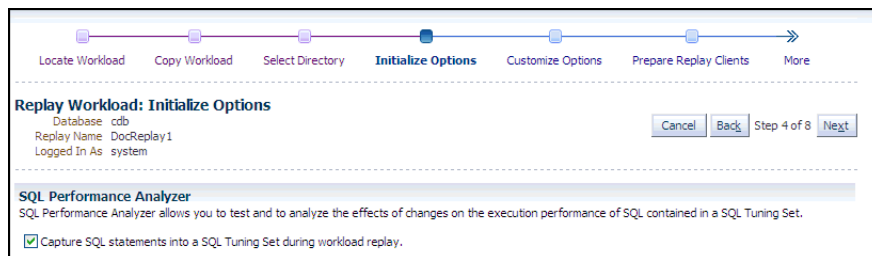 Locate Workload Copy Workload Select Directory Initialize Options Customize Options Prepare Replay Clients More
Replay Workload: Initialize Options
Database cdb
Replay Name DocReplay1
Logged In As system
Cancel Back Step 4 of 8 Next
SQL Performance Analyzer
SQL Performance Analyzer allows you to test and to analyze the effects of changes on the execution performance of SQL contained in a SQL Tuning Set.
Capture SQL statements into a SQL Tuning Set during workload replay.